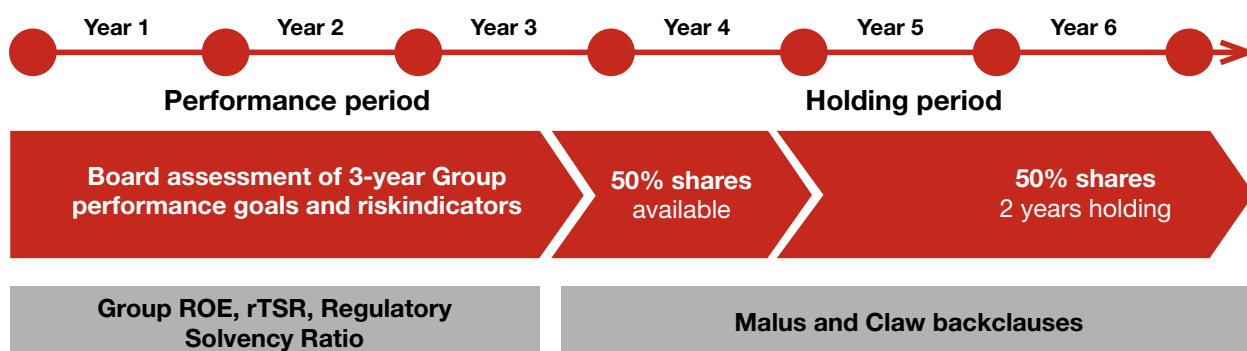 Year 1
Year 2
Year 3
Year 4
Year 5
Year 6
Performance period
Holding period
Board assessment of 3-year Group
performance goals and riskindicators
50% shares
available
50% shares
2 years holding
Group ROE, rTSR, Regulatory
Solvency Ratio
Malus and Claw backclauses